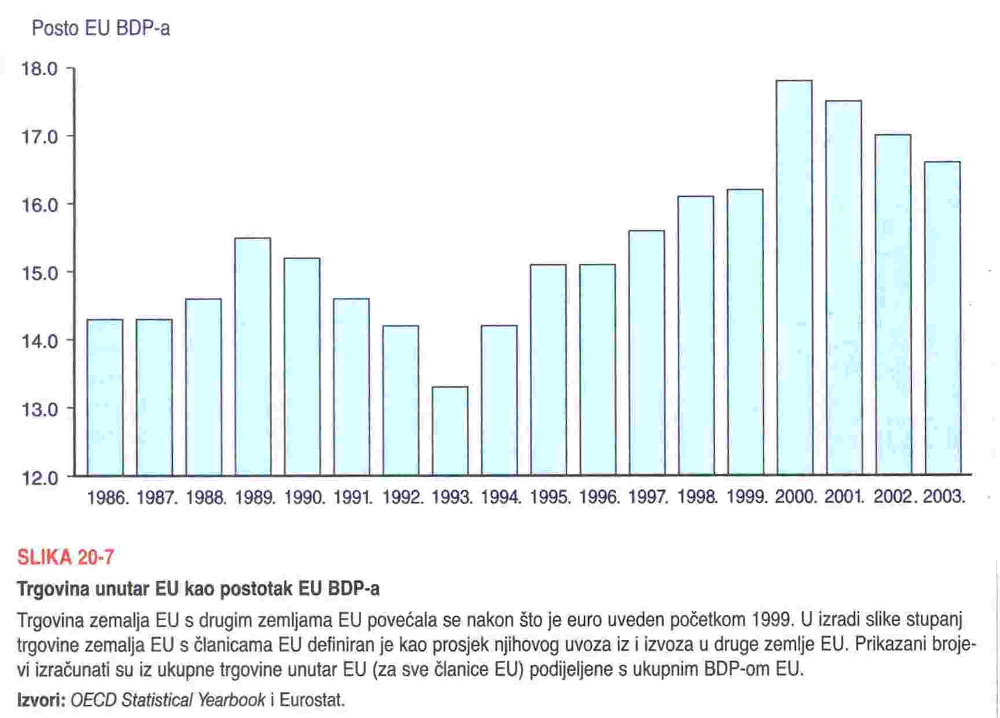 Posto EU BDP-a
18.0
17.0
16.0
15.0
14.0
13.0
12.0
1986. 1987. 1988. 1989. 1990. 1991. 1992. 1993. 1994. 1995. 1996. 1997. 1998. 1999. 2000. 2001. 2002. 2003.
SLIKA 20-7
Trgovina unutar EU kao postotak EU BDP-a
Trgovina zemalja EU s drugim zemljama EU povećala se nakon što je euro uveden početkom 1999. U izradi slike stupanj
trgovine zemalja EU s članicama EU definiran je kao prosjek njihovog uvoza iz i izvoza u druge zemlje EU. Prikazani broje-
vi izračunati su iz ukupne trgovine unutar EU (za sve članice EU) podijeljene s ukupnim BDP-om EU.
Izvori: OECD Statistical Yearbook i Eurostat.